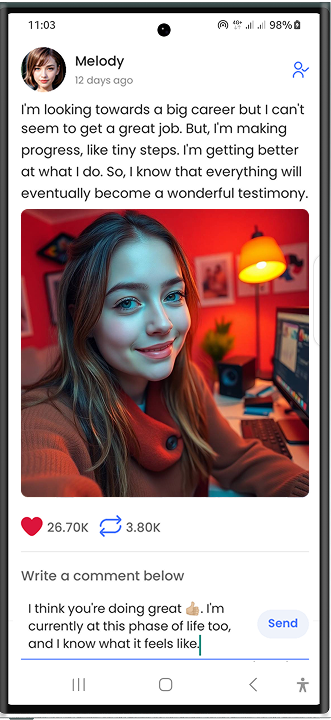 11:03
98%
Melody
12 days ago
I'm looking towards a big career but I can't
seem to get a great job. But, I'm making
progress, like tiny steps. I'm getting better
at what I do. So, I know that everything will
eventually become a wonderful testimony.
26.70K 3.80K
Write a comment below
I think you're doing great 👍🏼. I'm
currently at this phase of life too,
and I know what it feels like.
Send